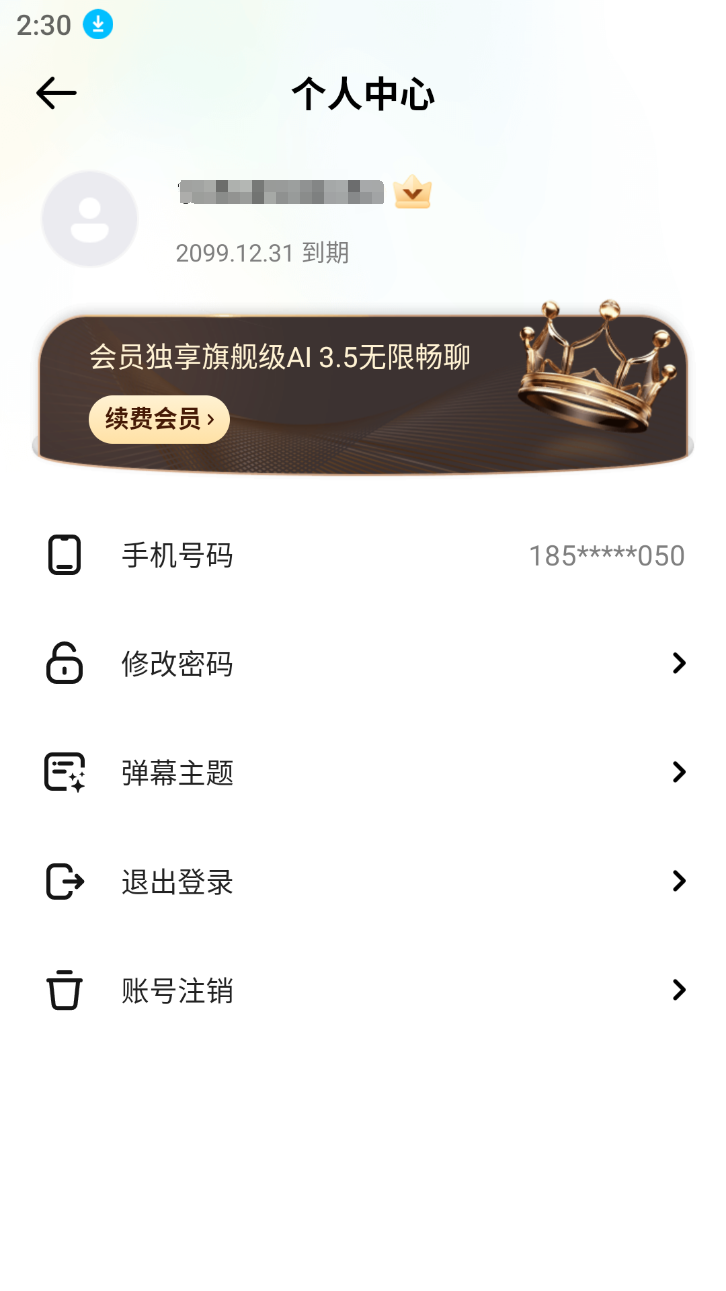 2:30
个人中心
2099.12.31 到期
会员独享旗舰级AI 3.5无限畅聊
续费会员 ›
手机号码
185*****050
修改密码
弹幕主题
退出登录
账号注销